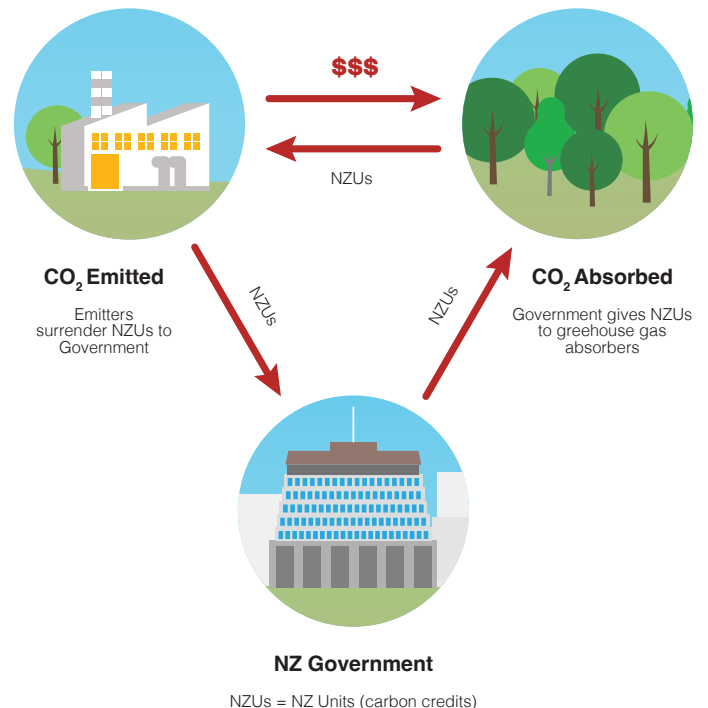 $$$
NZUs
CO₂ Emitted
Emitters
surrender NZUs to
Government
NZUs
NZUs
CO₂ Absorbed
Government gives NZUs
to greehouse gas
absorbers
NZ Government
NZUs = NZ Units (carbon credits)